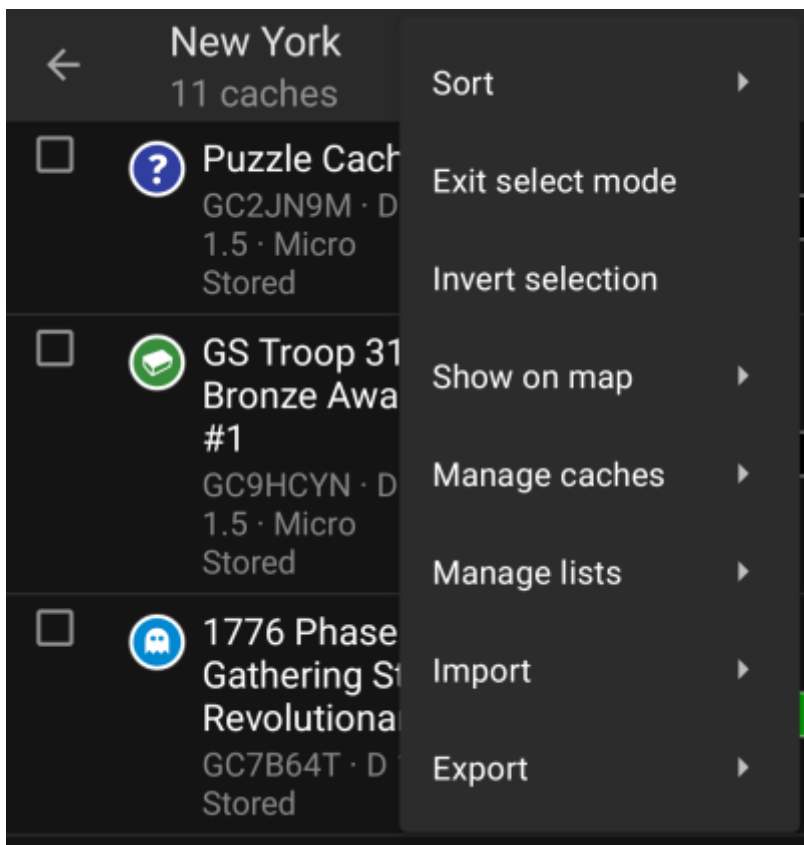 New York
11 caches
Puzzle Cach
GC2JN9M · D
1.5 · Micro
Stored
GS Troop 31
Bronze Awa
#1
GC9HCYN · D
1.5 · Micro
Stored
1776 Phase
Gathering St
Revolutiona
GC7B64T · D
Stored
Sort
Exit select mode
Invert selection
Show on map
Manage caches
Manage lists
Import
Export